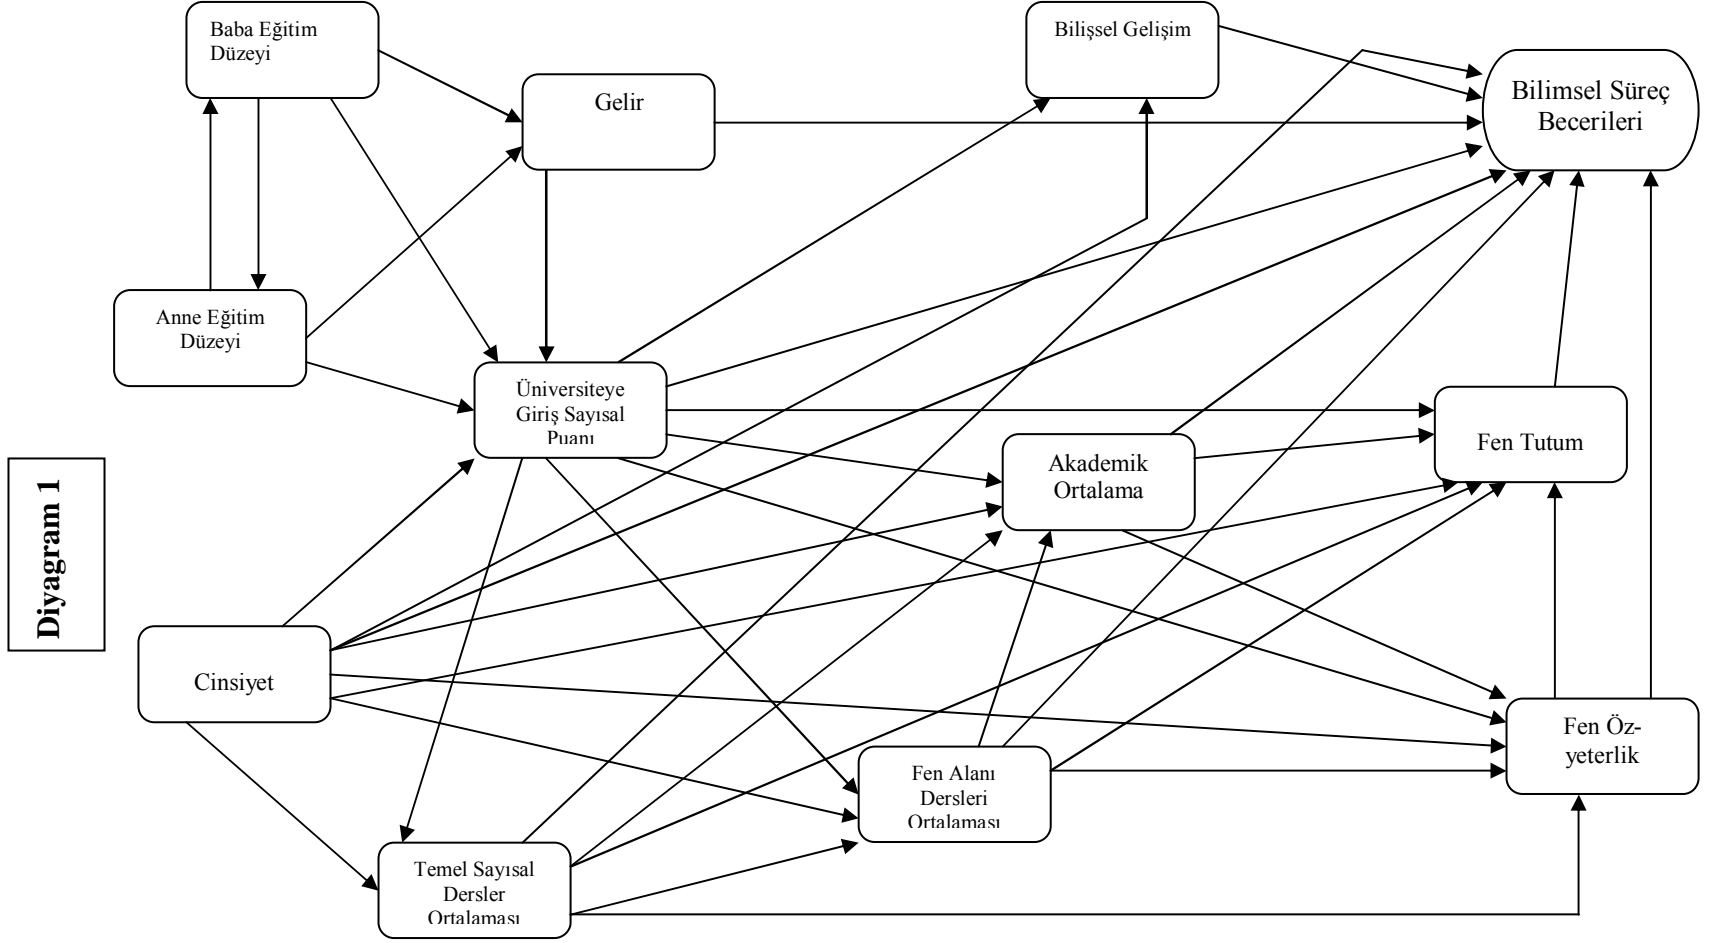 Baba Eğitim
Düzeyi
Bilişsel Gelişim
Gelir
Bilimsel Süreç
Becerileri
Anne Eğitim
Düzeyi
Üniversiteye
Giriş Sayısal
Puanı
Akademik
Ortalama
Fen Tutum
Diyagram 1
Cinsiyet
Fen Alanı
Dersleri
Ortalaması
Fen Öz-
yeterlik
Temel Sayısal
Dersler
Ortalaması